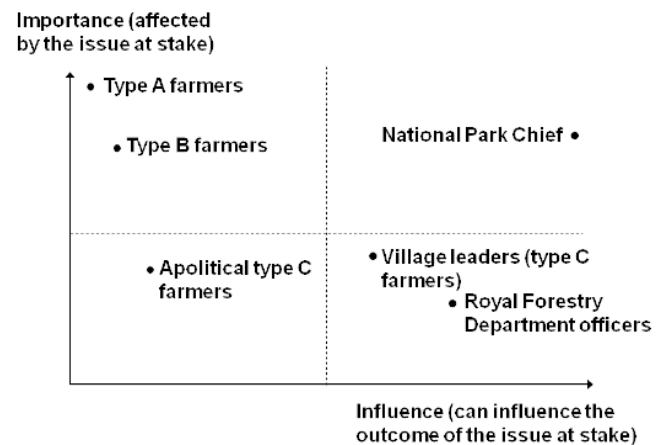 Importance (affected
by the issue at stake)
Type A farmers
National Park Chief
Type B farmers
Village leaders (type C
farmers)
Apolitical type C
farmers
Royal Forestry
Department officers
Influence (can influence the
outcome of the issue at stake)